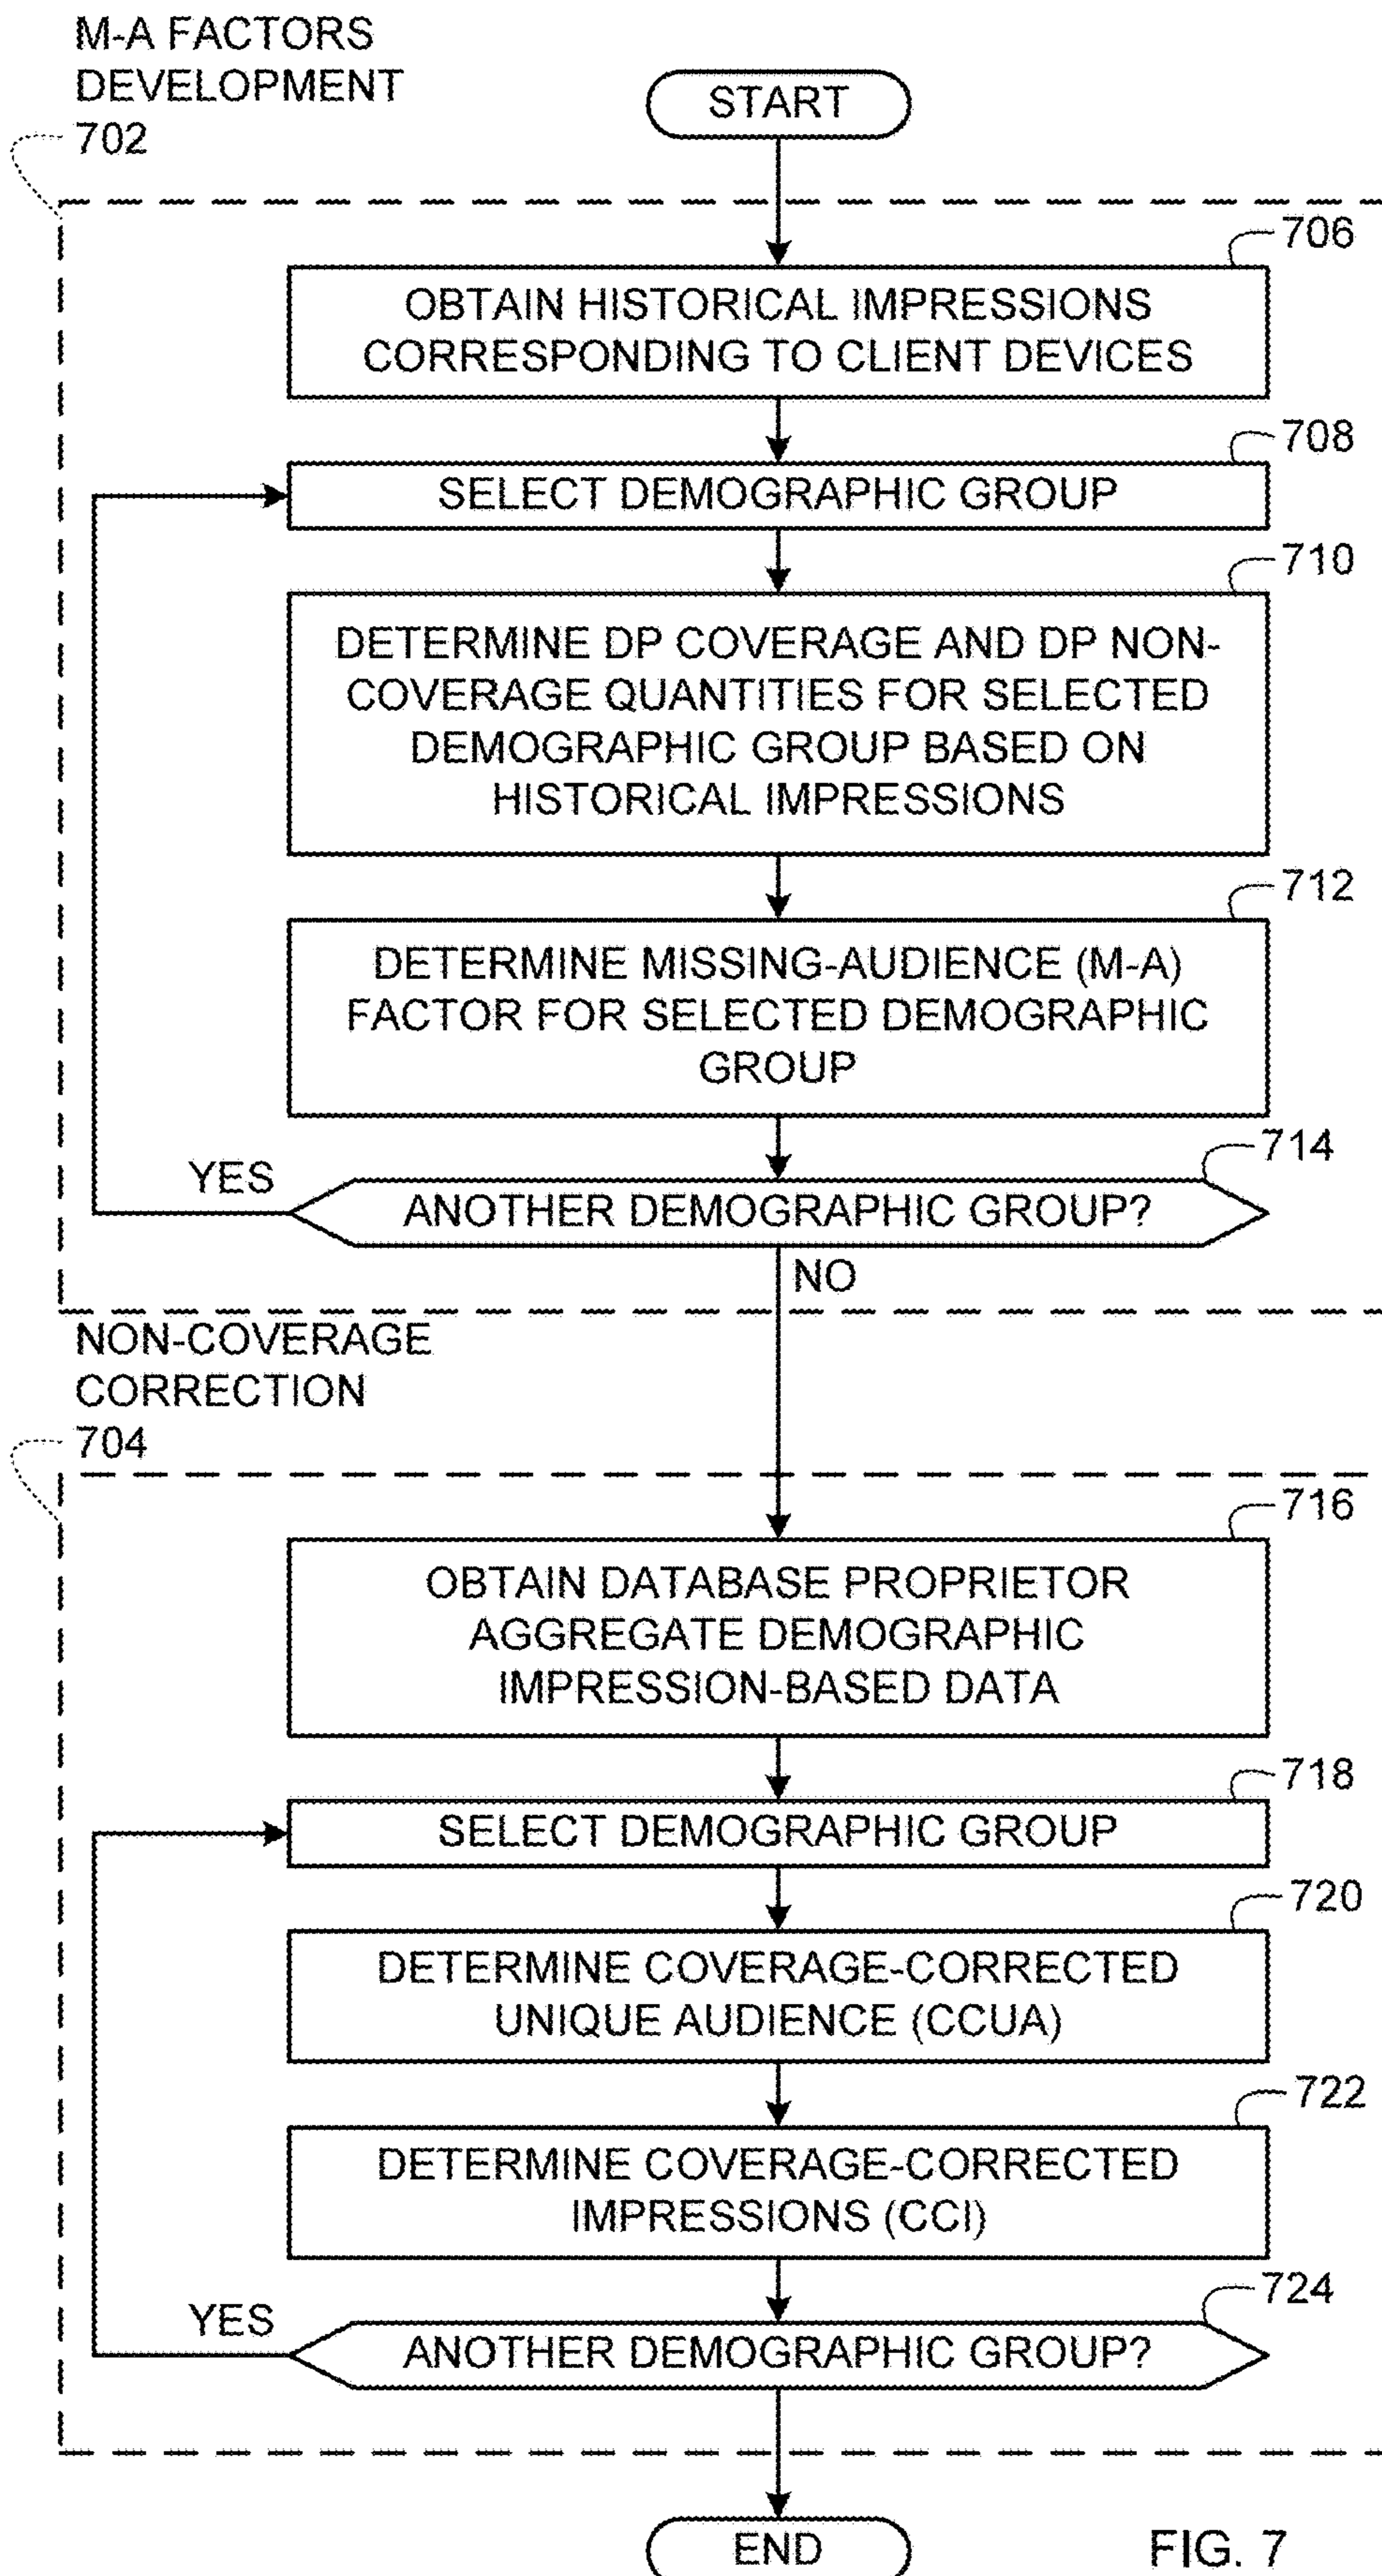 M-A FACTORS
DEVELOPMENT
702
START
706
OBTAIN HISTORICAL IMPRESSIONS
CORRESPONDING TO CLIENT DEVICES
708
SELECT DEMOGRAPHIC GROUP
710
DETERMINE DP COVERAGE AND DP NON-
COVERAGE QUANTITIES FOR SELECTED
DEMOGRAPHIC GROUP BASED ON
HISTORICAL IMPRESSIONS
712
DETERMINE MISSING-AUDIENCE (M-A)
FACTOR FOR SELECTED DEMOGRAPHIC
GROUP
714
YES
ANOTHER DEMOGRAPHIC GROUP?
NO
NON-COVERAGE
CORRECTION
704
716
OBTAIN DATABASE PROPRIETOR
AGGREGATE DEMOGRAPHIC
IMPRESSION-BASED DATA
718
SELECT DEMOGRAPHIC GROUP
720
DETERMINE COVERAGE-CORRECTED
UNIQUE AUDIENCE (CCUA)
722
DETERMINE COVERAGE-CORRECTED
IMPRESSIONS (CCI)
724
YES
ANOTHER DEMOGRAPHIC GROUP?
END
FIG. 7